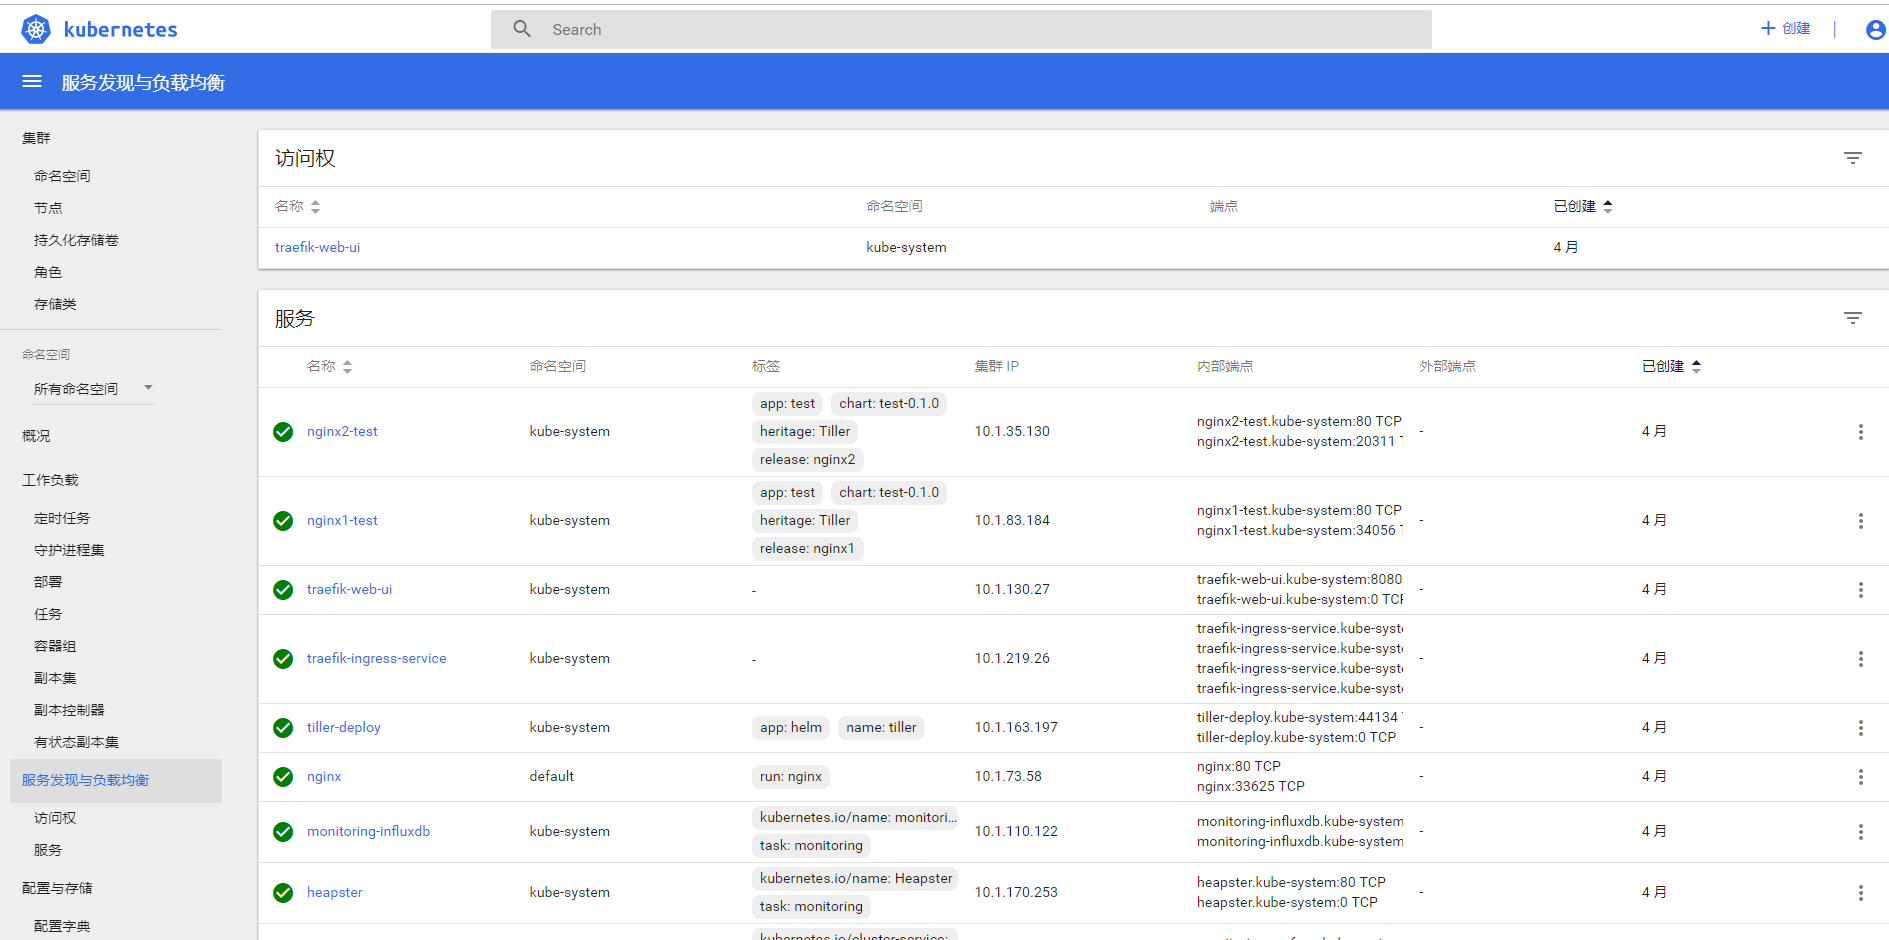 kubernetes
Search
创建
服务发现与负载均衡
集群
命名空间
节点
持久化存储卷
角色
存储类
命名空间
所有命名空间
概况
工作负载
定时任务
守护进程集
部署
任务
容器组
副本集
副本控制器
有状态副本集
服务发现与负载均衡
访问权
服务
配置与存储
配置字典
访问权
名称 命名空间 端点 已创建
traefik-web-ui kube-system 4 月
服务
名称 命名空间 标签 集群 IP 内部端点 外部端点 已创建
nginx2-test kube-system app: test chart: test-0.1.0 heritage: Tiller release: nginx2 10.1.35.130 nginx2-test.kube-system:80 TCP nginx2-test.kube-system:20311 - 4 月
nginx1-test kube-system app: test chart: test-0.1.0 heritage: Tiller release: nginx1 10.1.83.184 nginx1-test.kube-system:80 TCP nginx1-test.kube-system:34056 - 4 月
traefik-web-ui kube-system - 10.1.130.27 traefik-web-ui.kube-system:8080 traefik-web-ui.kube-system:0 TCP - 4 月
traefik-ingress-service kube-system - 10.1.219.26 traefik-ingress-service.kube-syste traefik-ingress-service.kube-syste traefik-ingress-service.kube-syste traefik-ingress-service.kube-syste - 4 月
tiller-deploy kube-system app: helm name: tiller 10.1.163.197 tiller-deploy.kube-system:44134 tiller-deploy.kube-system:0 TCP - 4 月
nginx default run: nginx 10.1.73.58 nginx:80 TCP nginx:33625 TCP - 4 月
monitoring-influxdb kube-system kubernetes.io/name: monitori... task: monitoring 10.1.110.122 monitoring-influxdb.kube-system monitoring-influxdb.kube-system - 4 月
heapster kube-system kubernetes.io/name: Heapster task: monitoring 10.1.170.253 heapster.kube-system:80 TCP heapster.kube-system:0 TCP - 4 月
kubernetes.io/cluster-service: